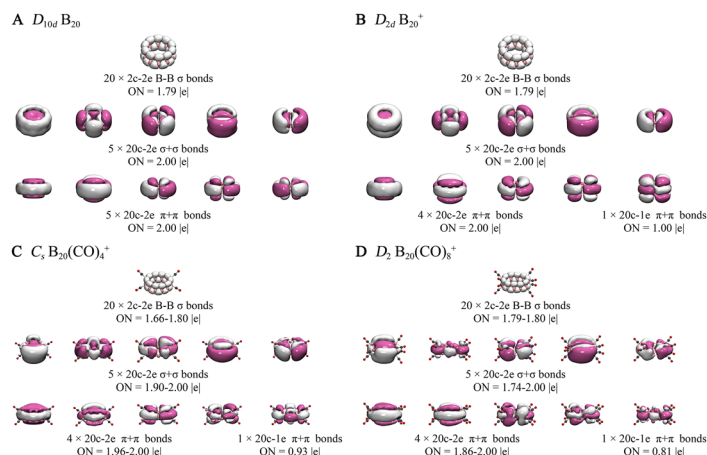 A D10d B20
20 × 2c-2e B-B σ bonds
ON = 1.79 |e|
5 × 20c-2e σ+σ bonds
ON = 2.00 |e|
5 × 20c-2e π+π bonds
ON = 2.00 |e|
B D2d B20+
20 × 2c-2e B-B σ bonds
ON = 1.79 |e|
5 × 20c-2e σ+σ bonds
ON = 2.00 |e|
4 × 20c-2e π+π bonds
ON = 2.00 |e|
1 × 20c-1e π+π bonds
ON = 1.00 |e|
C Cs B20(CO)4+
20 × 2c-2e B-B σ bonds
ON = 1.66-1.80 |e|
5 × 20c-2e σ+σ bonds
ON = 1.90-2.00 |e|
4 × 20c-2e π+π bonds
ON = 1.96-2.00 |e|
1 × 20c-1e π+π bonds
ON = 0.93 |e|
D D2 B20(CO)8+
20 × 2c-2e B-B σ bonds
ON = 1.79-1.80 |e|
5 × 20c-2e σ+σ bonds
ON = 1.74-2.00 |e|
4 × 20c-2e π+π bonds
ON = 1.86-2.00 |e|
1 × 20c-1e π+π bonds
ON = 0.81 |e|